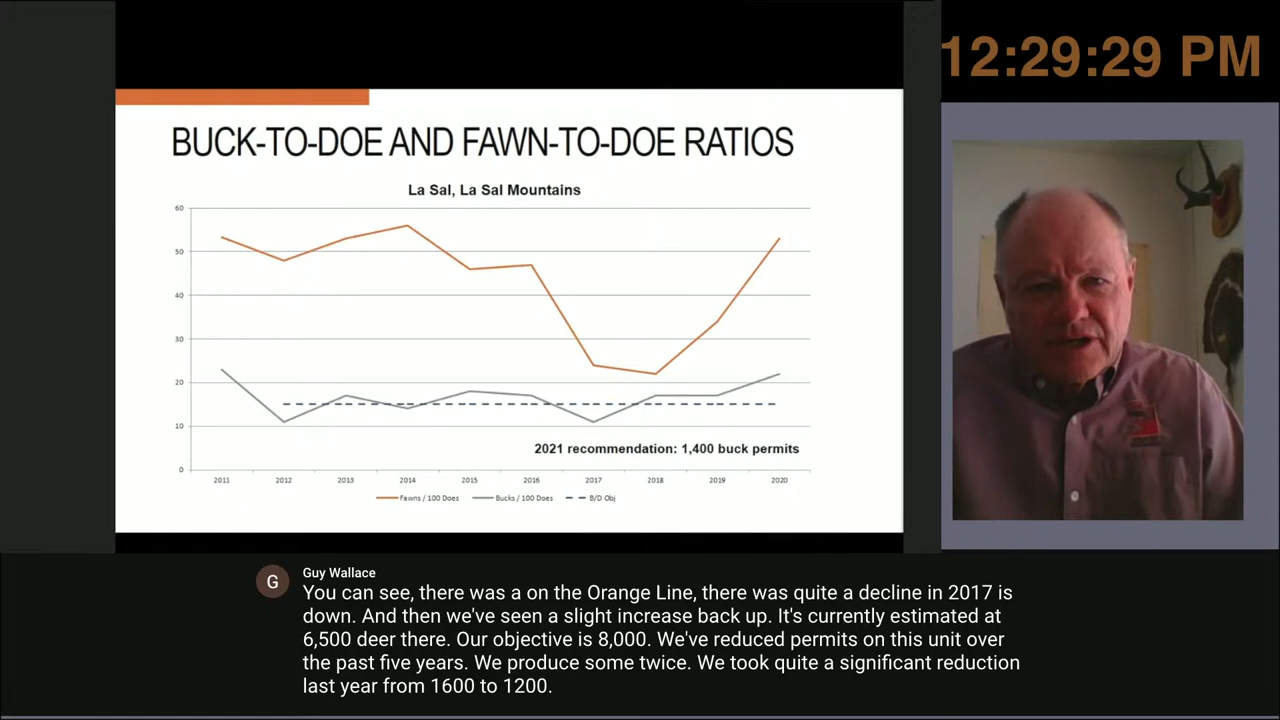 12:29:29 PM
BUCK-TO-DOE AND FAWN-TO-DOE RATIOS
La Sal, La Sal Mountains
60
50
40
30
20
10
0
2021 recommendation: 1,400 buck permits
2011 2012 2013 2014 2015 2016 2017 2018 2019 2020
Fawns / 100 Does Bucks / 100 Does B/D Obj
G
Guy Wallace
You can see, there was a on the Orange Line, there was quite a decline in 2017 is
down. And then we've seen a slight increase back up. It's currently estimated at
6,500 deer there. Our objective is 8,000. We've reduced permits on this unit over
the past five years. We produce some twice. We took quite a significant reduction
last year from 1600 to 1200.